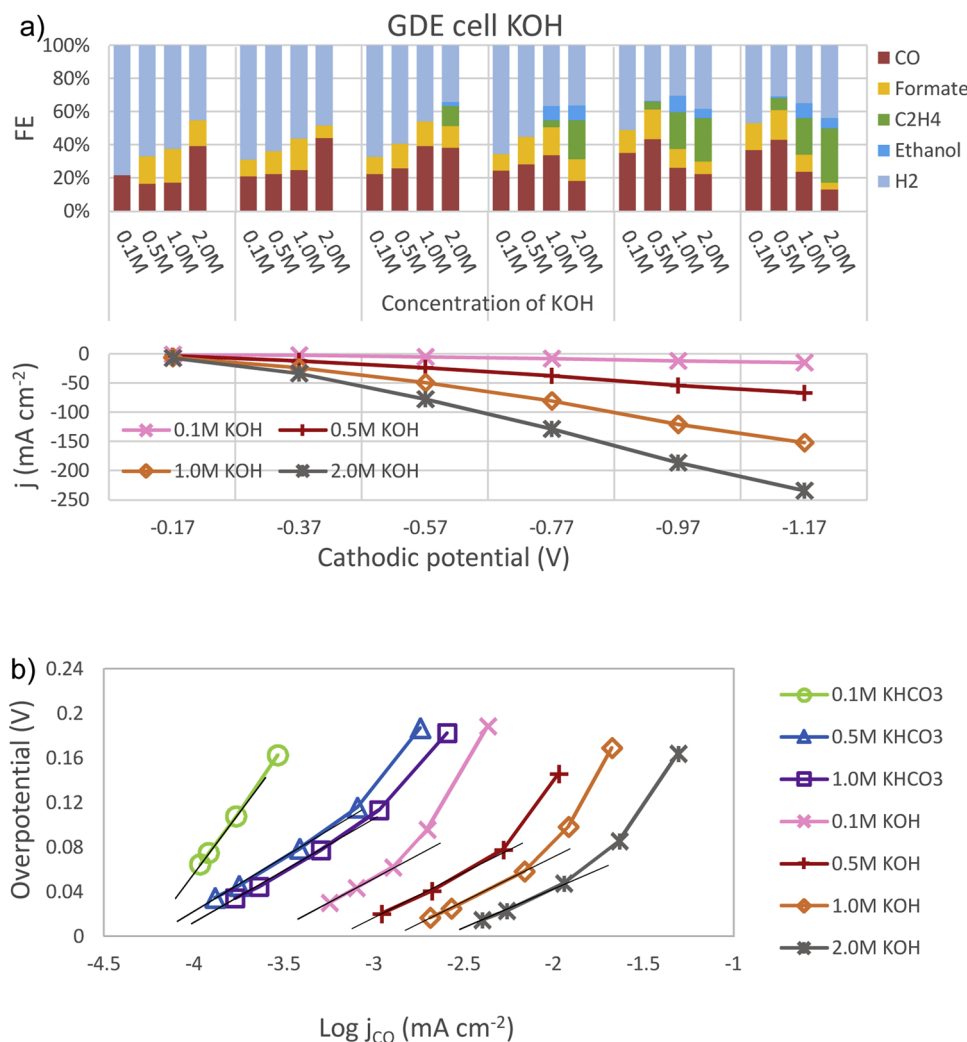 a)
GDE cell KOH
100%
80%
60%
40%
20%
0%
FE
CO
Formate
C2H4
Ethanol
H2
0.1M 0.5M 1.0M 2.0M 0.1M 0.5M 1.0M 2.0M 0.1M 0.5M 1.0M 2.0M 0.1M 0.5M 1.0M 2.0M 0.1M 0.5M 1.0M 2.0M 0.1M 0.5M 1.0M 2.0M
Concentration of KOH
0
-50
-100
-150
-200
-250
j (mA cm⁻²)
0.1M KOH 0.5M KOH
1.0M KOH 2.0M KOH
-0.17 -0.37 -0.57 -0.77 -0.97 -1.17
Cathodic potential (V)
b)
0.24
0.2
0.16
0.12
0.08
0.04
0
Overpotential (V)
0.1M KHCO3
0.5M KHCO3
1.0M KHCO3
0.1M KOH
0.5M KOH
1.0M KOH
2.0M KOH
-4.5 -4 -3.5 -3 -2.5 -2 -1.5 -1
Log jCO (mA cm⁻²)